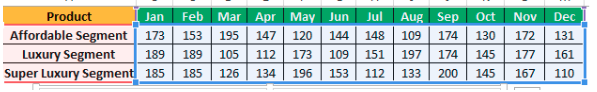 Product Jan Feb Mar Apr May Jun Jul Aug Sep Oct Nov Dec
Affordable Segment 173 153 195 147 120 144 148 109 174 130 172 131
Luxury Segment 189 189 105 112 173 109 151 197 174 145 177 161
Super Luxury Segment 185 185 126 134 196 153 112 133 200 145 167 110